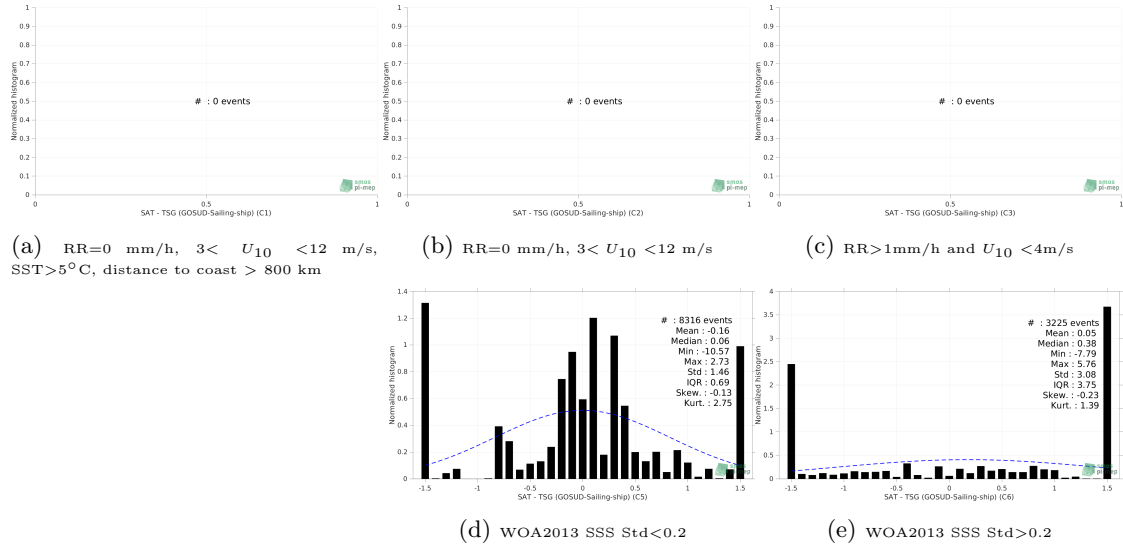 1
0.9
0.8
0.7
0.6
0.5
0.4
0.3
0.2
0.1
0
Normalized histogram
# : 0 events
smos
pi-mep
0 0.5 1
SAT - TSG (GOSUD-Sailing-ship) (C1)
(a) RR=0 mm/h, 3< U10 <12 m/s,
SST>5°C, distance to coast > 800 km
1
0.9
0.8
0.7
0.6
0.5
0.4
0.3
0.2
0.1
0
Normalized histogram
# : 0 events
smos
pi-mep
0 0.5 1
SAT - TSG (GOSUD-Sailing-ship) (C2)
(b) RR=0 mm/h, 3< U10 <12 m/s
1
0.9
0.8
0.7
0.6
0.5
0.4
0.3
0.2
0.1
0
Normalized histogram
# : 0 events
smos
pi-mep
0 0.5 1
SAT - TSG (GOSUD-Sailing-ship) (C3)
(c) RR>1mm/h and U10 <4m/s
1.4
1.2
1
0.8
0.6
0.4
0.2
0
Normalized histogram
# : 8316 events
Mean : -0.16
Median : 0.06
Min : -10.57
Max : 2.73
Std : 1.46
IQR : 0.69
Skew. : -0.13
Kurt. : 2.75
-1.5 -1 -0.5 0 0.5 1 1.5
SAT - TSG (GOSUD-Sailing-ship) (C5)
(d) WOA2013 SSS Std<0.2
4
3.5
3
2.5
2
1.5
1
0.5
0
Normalized histogram
# : 3225 events
Mean : 0.05
Median : 0.38
Min : -7.79
Max : 5.76
Std : 3.08
IQR : 3.75
Skew. : -0.23
Kurt. : 1.39
-1.5 -1 -0.5 0 0.5 1 1.5
SAT - TSG (GOSUD-Sailing-ship) (C6)
(e) WOA2013 SSS Std>0.2